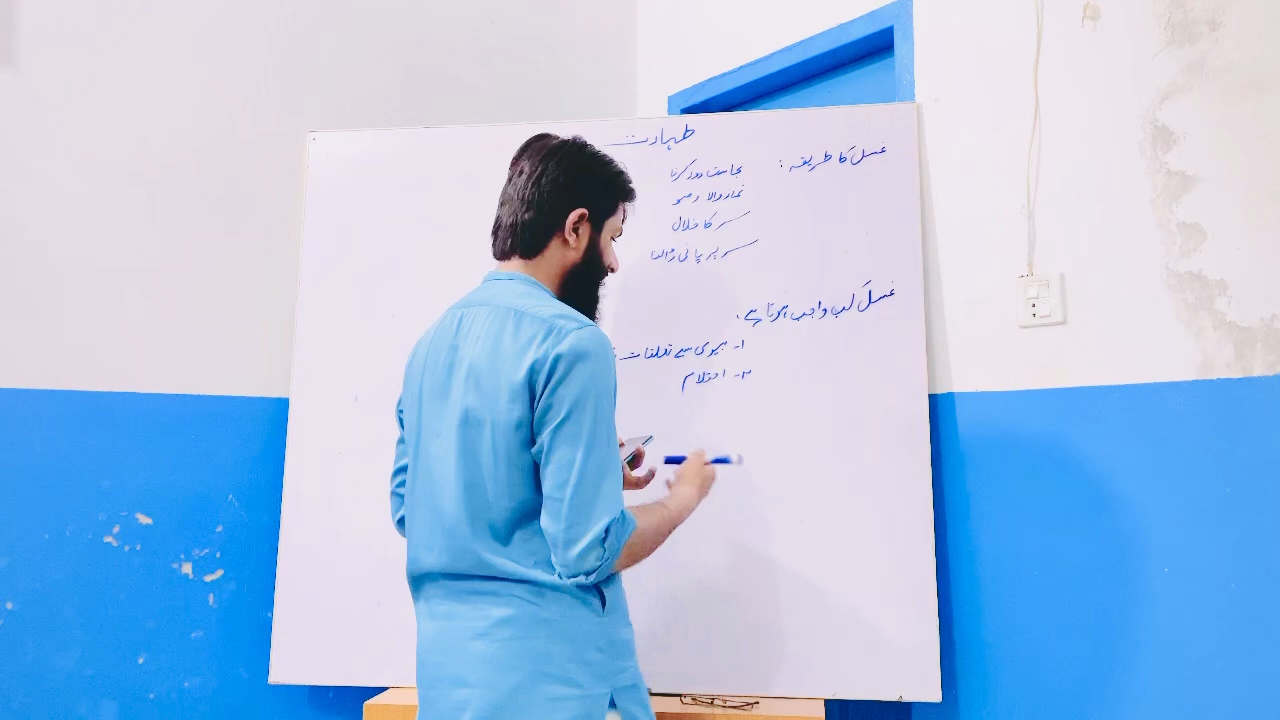 طہارت
غسل کا طریقہ :
نجاست دور کرنا
نماز والا وضو
سر کا خلال
سر پر پانی ڈالنا
غسل کب واجب ہوتا ہے۔
۱- بیوی سے تعلقات
۲- احتلام